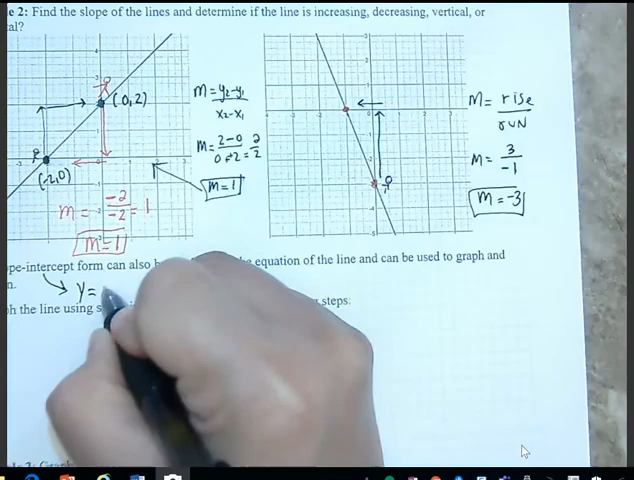 e 2: Find the slope of the lines and determine if the line is increasing, decreasing, vertical, or
al?
(0,2)
(-2,0)
m = -2/-2 = 1
m=1
M = y₂-y₁/x₂-x₁
M = 2-0/0+2 = 2/2
m=1
M = rise/run
M = 3/-1
M = -3
pe-intercept form can also b
e equation of the line and can be used to graph and
n.
y=
h the line using s
steps: